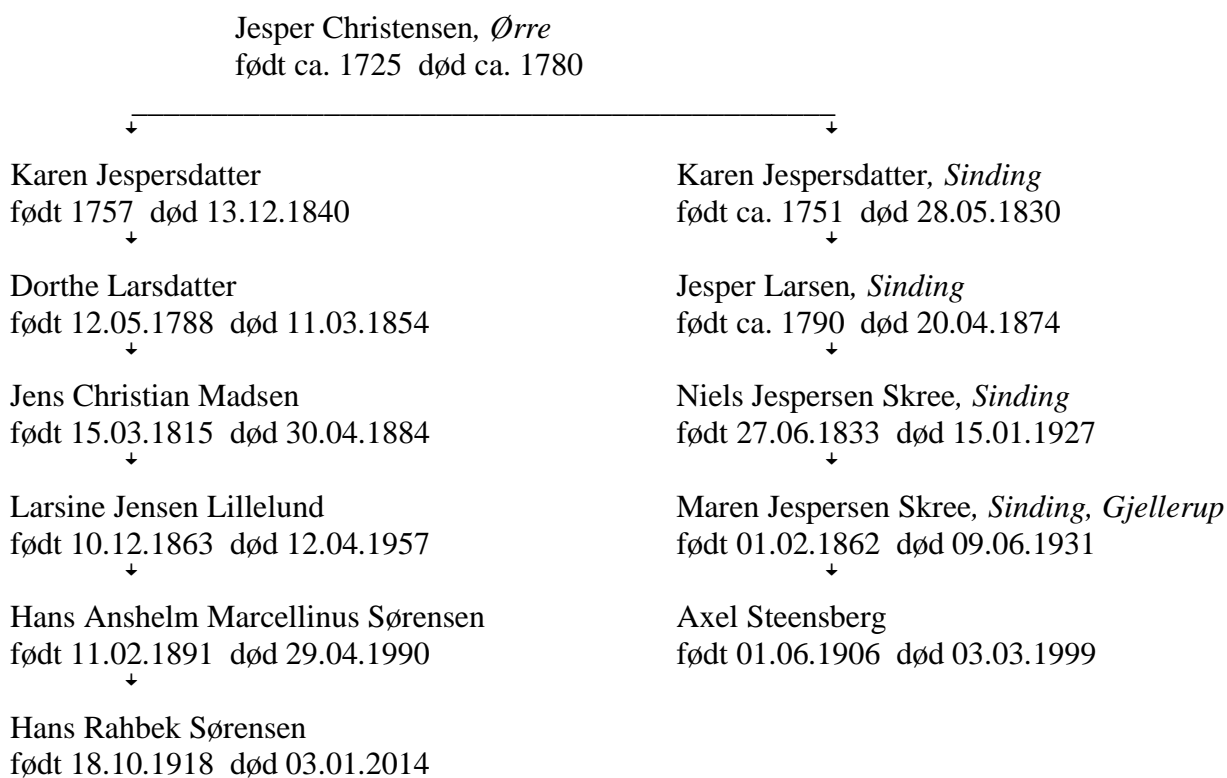 Jesper Christensen, Ørre
født ca. 1725  død ca. 1780
Karen Jespersdatter
født 1757  død 13.12.1840
Dorthe Larsdatter
født 12.05.1788  død 11.03.1854
Jens Christian Madsen
født 15.03.1815  død 30.04.1884
Larsine Jensen Lillelund
født 10.12.1863  død 12.04.1957
Hans Anshelm Marcellinus Sørensen
født 11.02.1891  død 29.04.1990
Hans Rahbek Sørensen
født 18.10.1918  død 03.01.2014
Karen Jespersdatter, Sinding
født ca. 1751  død 28.05.1830
Jesper Larsen, Sinding
født ca. 1790  død 20.04.1874
Niels Jespersen Skree, Sinding
født 27.06.1833  død 15.01.1927
Maren Jespersen Skree, Sinding, Gjellerup
født 01.02.1862  død 09.06.1931
Axel Steensberg
født 01.06.1906  død 03.03.1999